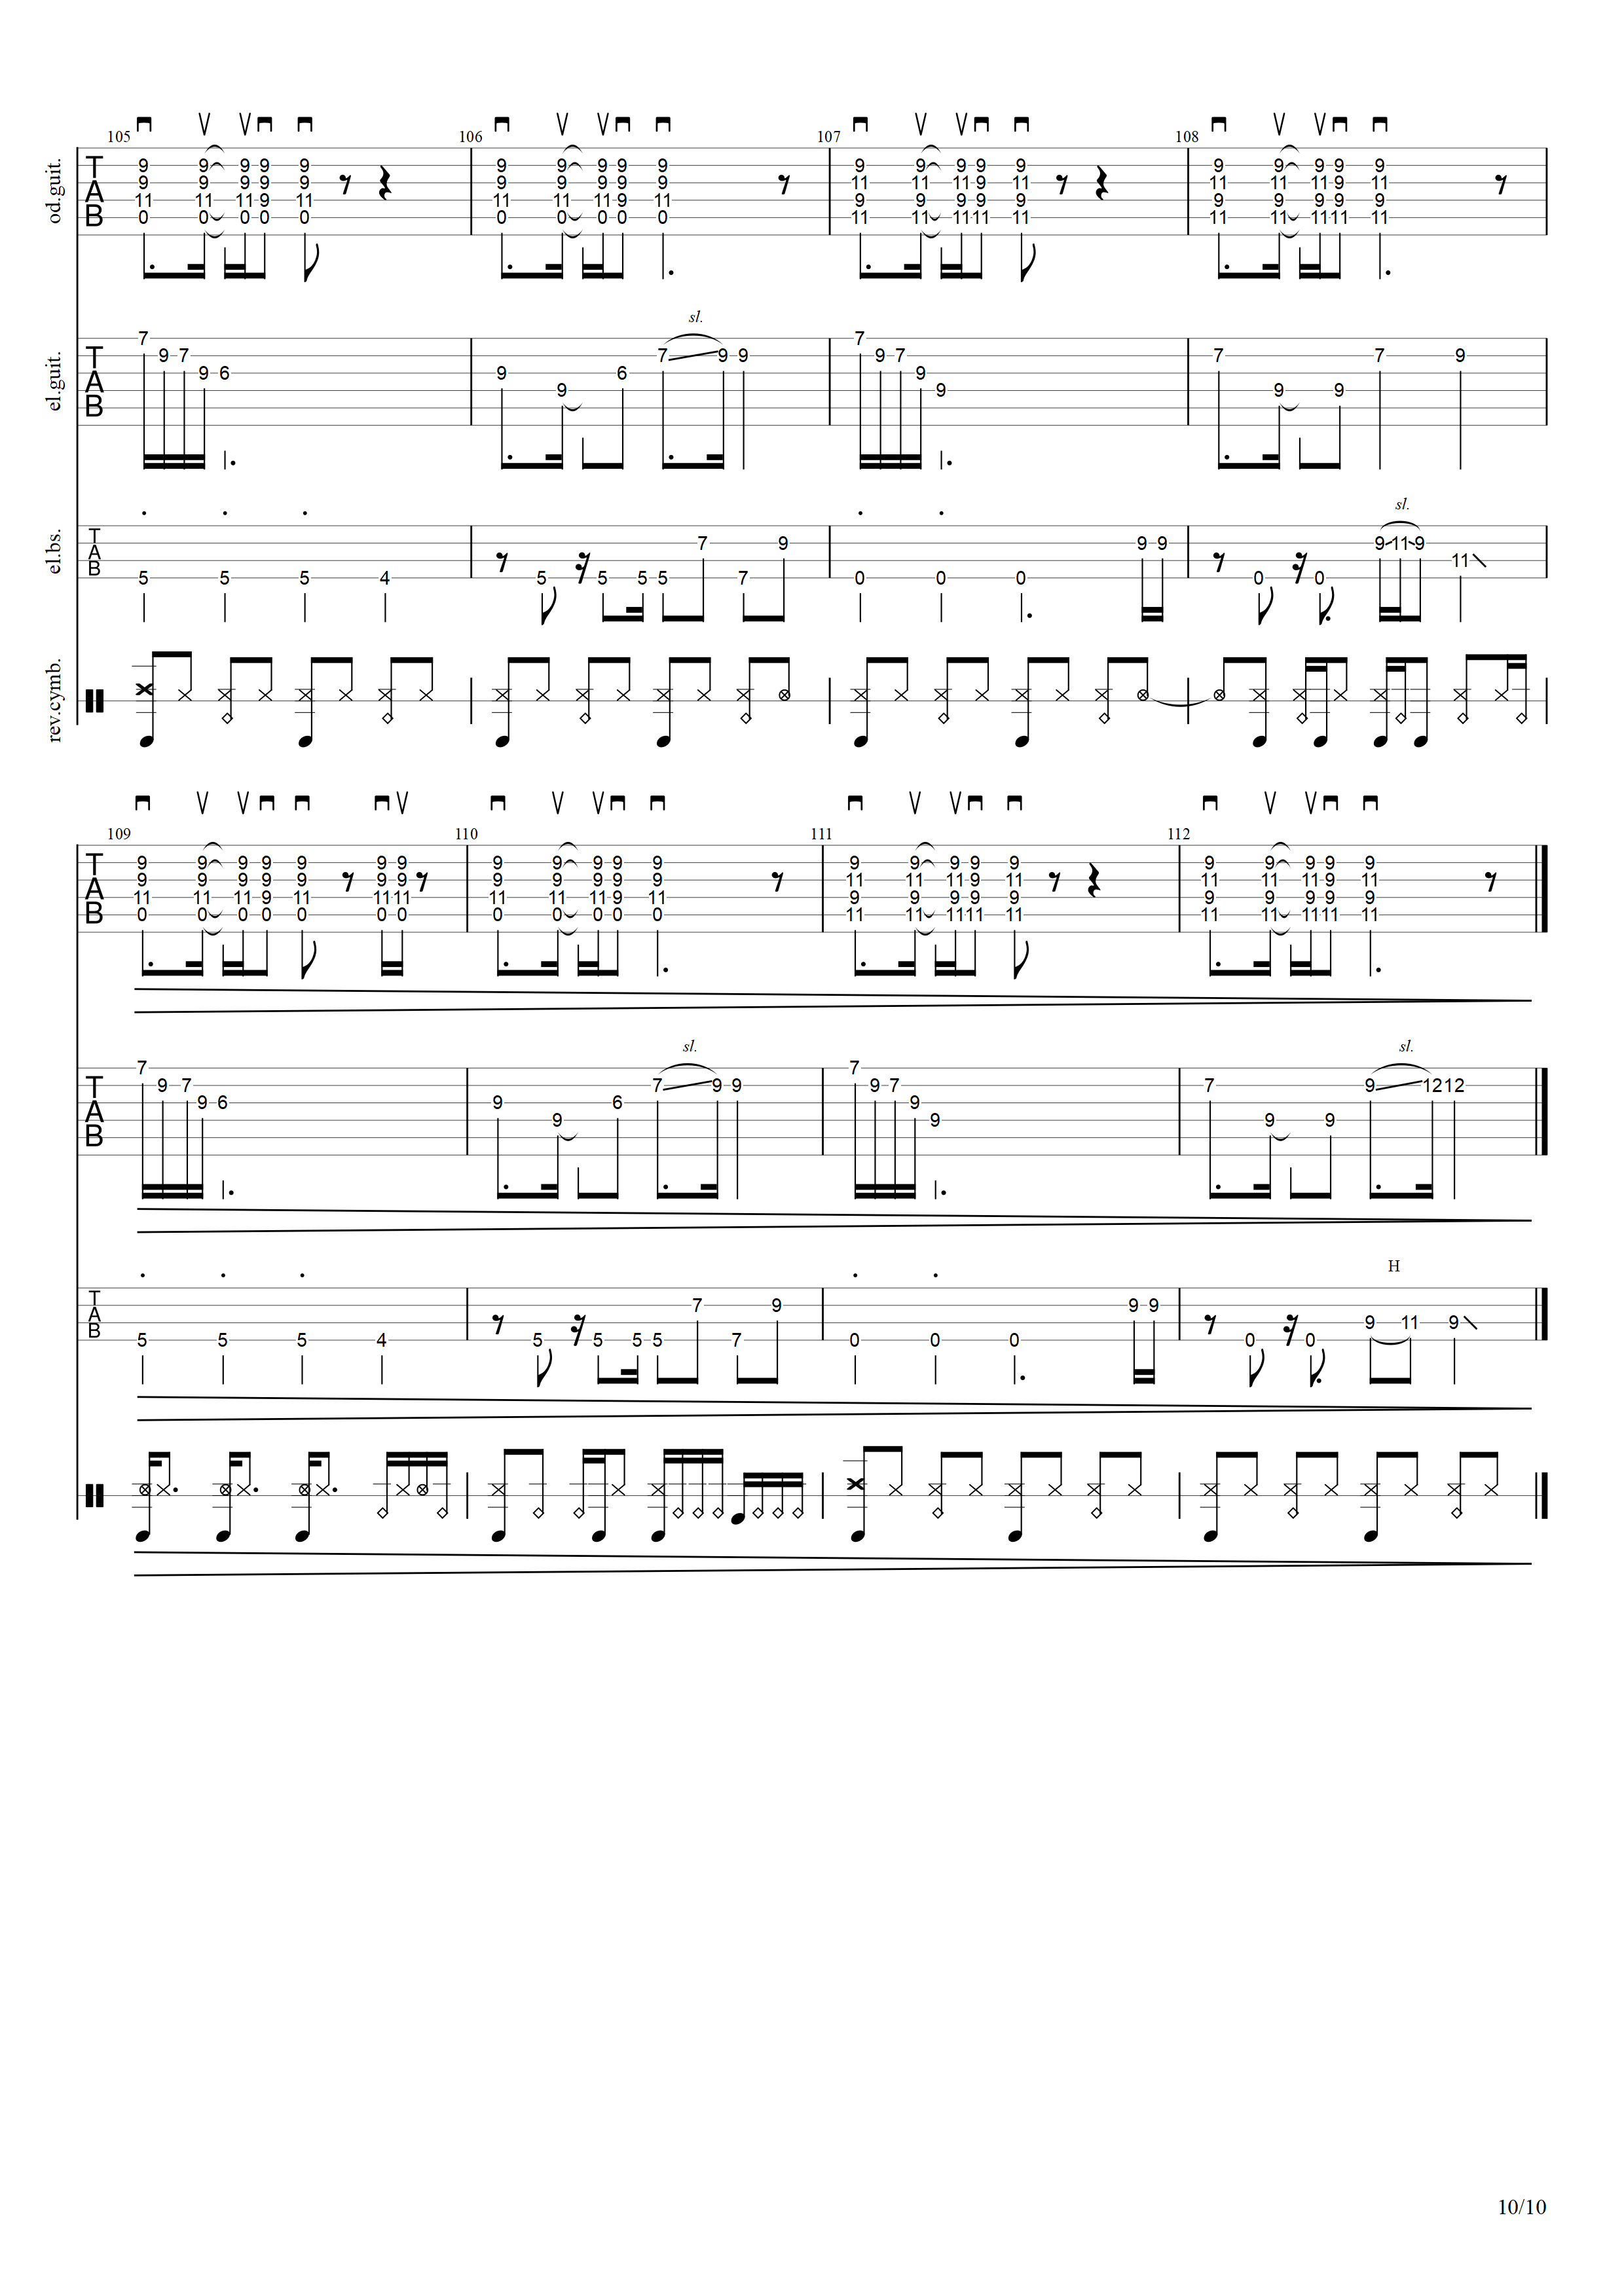 105 106 107 108
od.guit.
T 9 9 9 9 9 9 9 9 9 9 9 9 9 9 9 9 9 9 9 9
9 9 9 9 9 9 9 9 9 9 11 11 11 9 11 11 11 11 9 11
A 11 11 11 9 11 11 11 11 9 11 9 9 9 9 9 9 9 9 9 9
B 0 0 0 0 0 0 0 0 0 0 11 11 11 11 11 11 11 11 11 11
el.guit.
sl.
7 7
T 9 7 7 9 9 9 7 7 7 9
A 9 6 9 6 9
9 9 9 9
B
el.bs.
sl.
T
7 9 9 9 9 11 9
A 11
B 5 5 5 4 5 5 5 5 7 0 0 0 0 0
rev.cymb.
109 110 111 112
T 9 9 9 9 9 9 9 9 9 9 9 9 9 9 9 9 9 9 9 9 9 9
9 9 9 9 9 9 9 9 9 9 9 9 11 11 11 9 11 11 11 11 9 11
A 11 11 11 9 11 11 11 11 11 11 9 11 9 9 9 9 9 9 9 9 9 9
B 0 0 0 0 0 0 0 0 0 0 0 0 11 11 11 11 11 11 11 11 11 11
sl. sl.
7 7
T 9 7 7 9 9 9 7 7 9 12 12
A 9 6 9 6 9
9 9 9 9
B
H
T
7 9 9 9
A 9 11 9
B 5 5 5 4 5 5 5 5 7 0 0 0 0 0
10/10